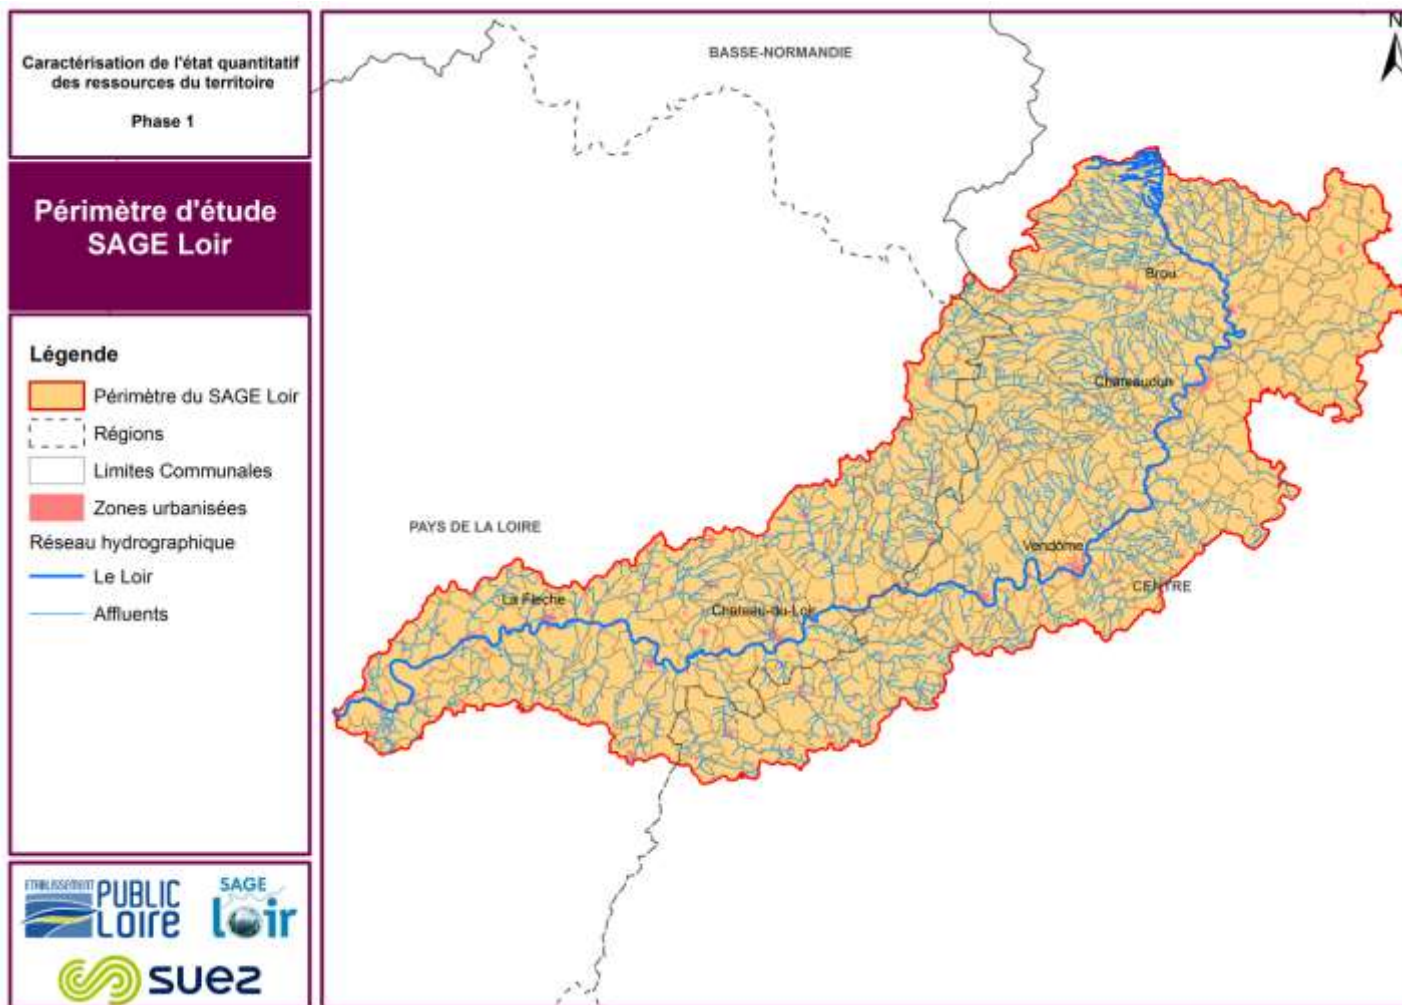 Caractérisation de l'état quantitatif
des ressources du territoire
Phase 1
Périmètre d'étude
SAGE Loir
Légende
Périmètre du SAGE Loir
Régions
Limites Communales
Zones urbanisées
Réseau hydrographique
Le Loir
Affluents
ETABLISSEMENT
PUBLIC
LOIRE
SAGE
loir
suez
N
BASSE-NORMANDIE
Brou
Chateaudun
PAYS DE LA LOIRE
Vendôme
CENTRE
La Fleche
Chateau-du-Loir